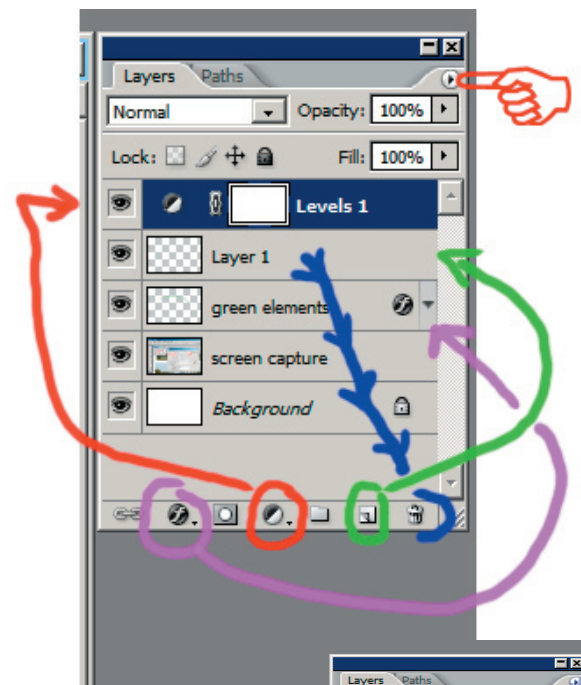 Layers Paths
Normal Opacity: 100%
Lock: Fill: 100%
Levels 1
Layer 1
green elements
screen capture
Background
Layers Paths